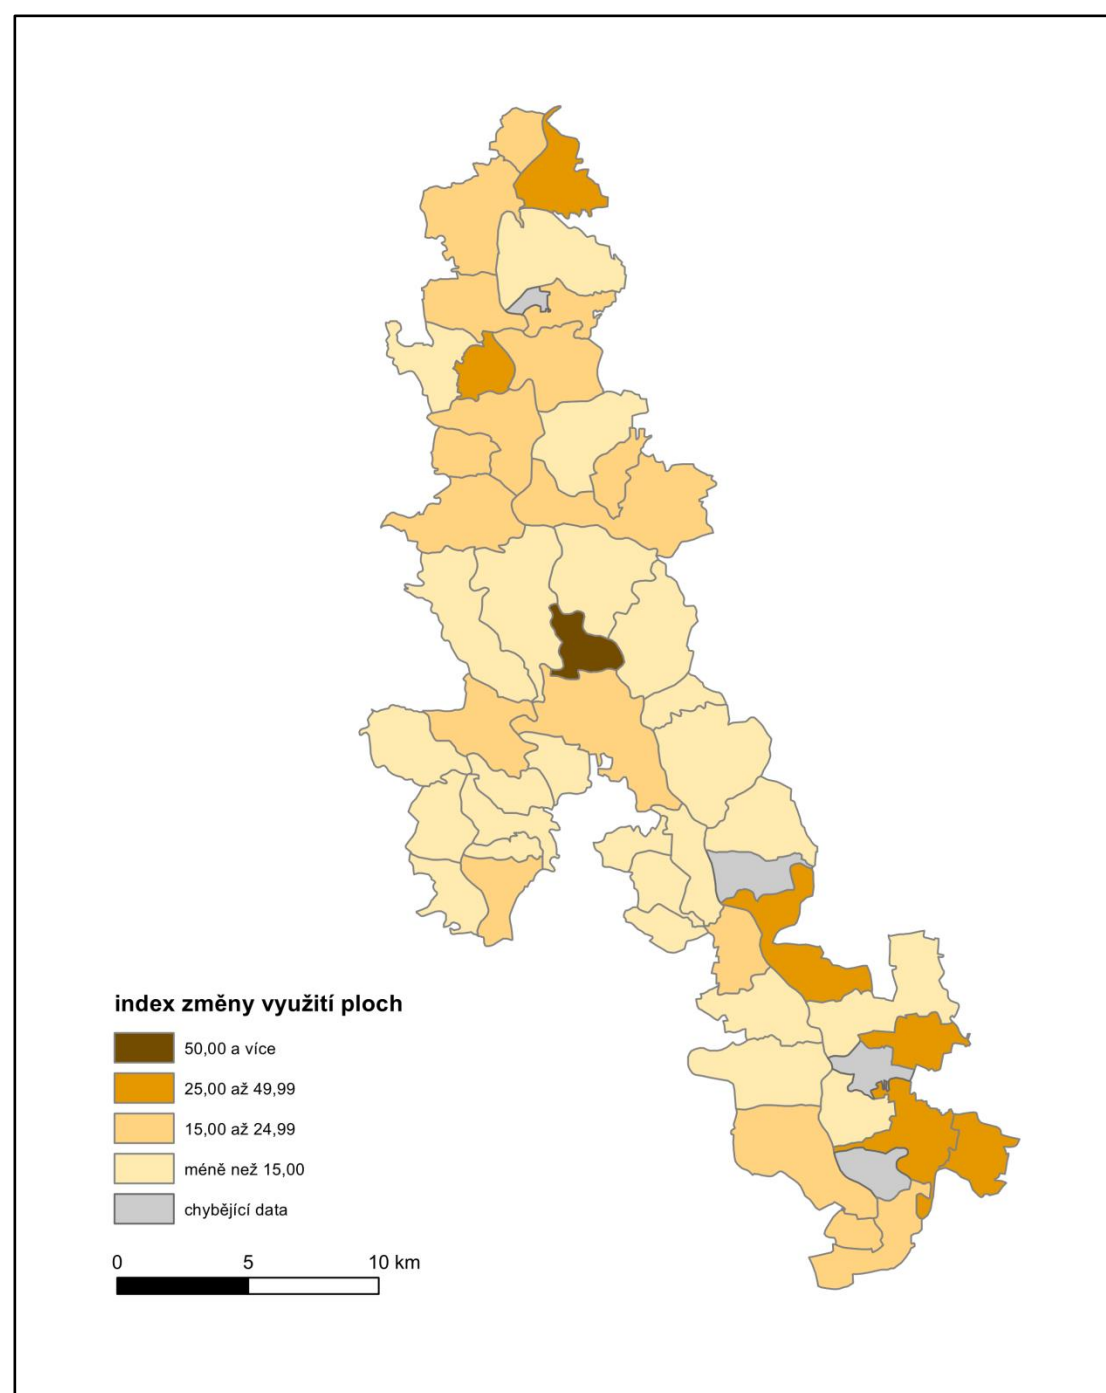 index změny využití ploch
50,00 a více
25,00 až 49,99
15,00 až 24,99
méně než 15,00
chybějící data
0 5 10 km